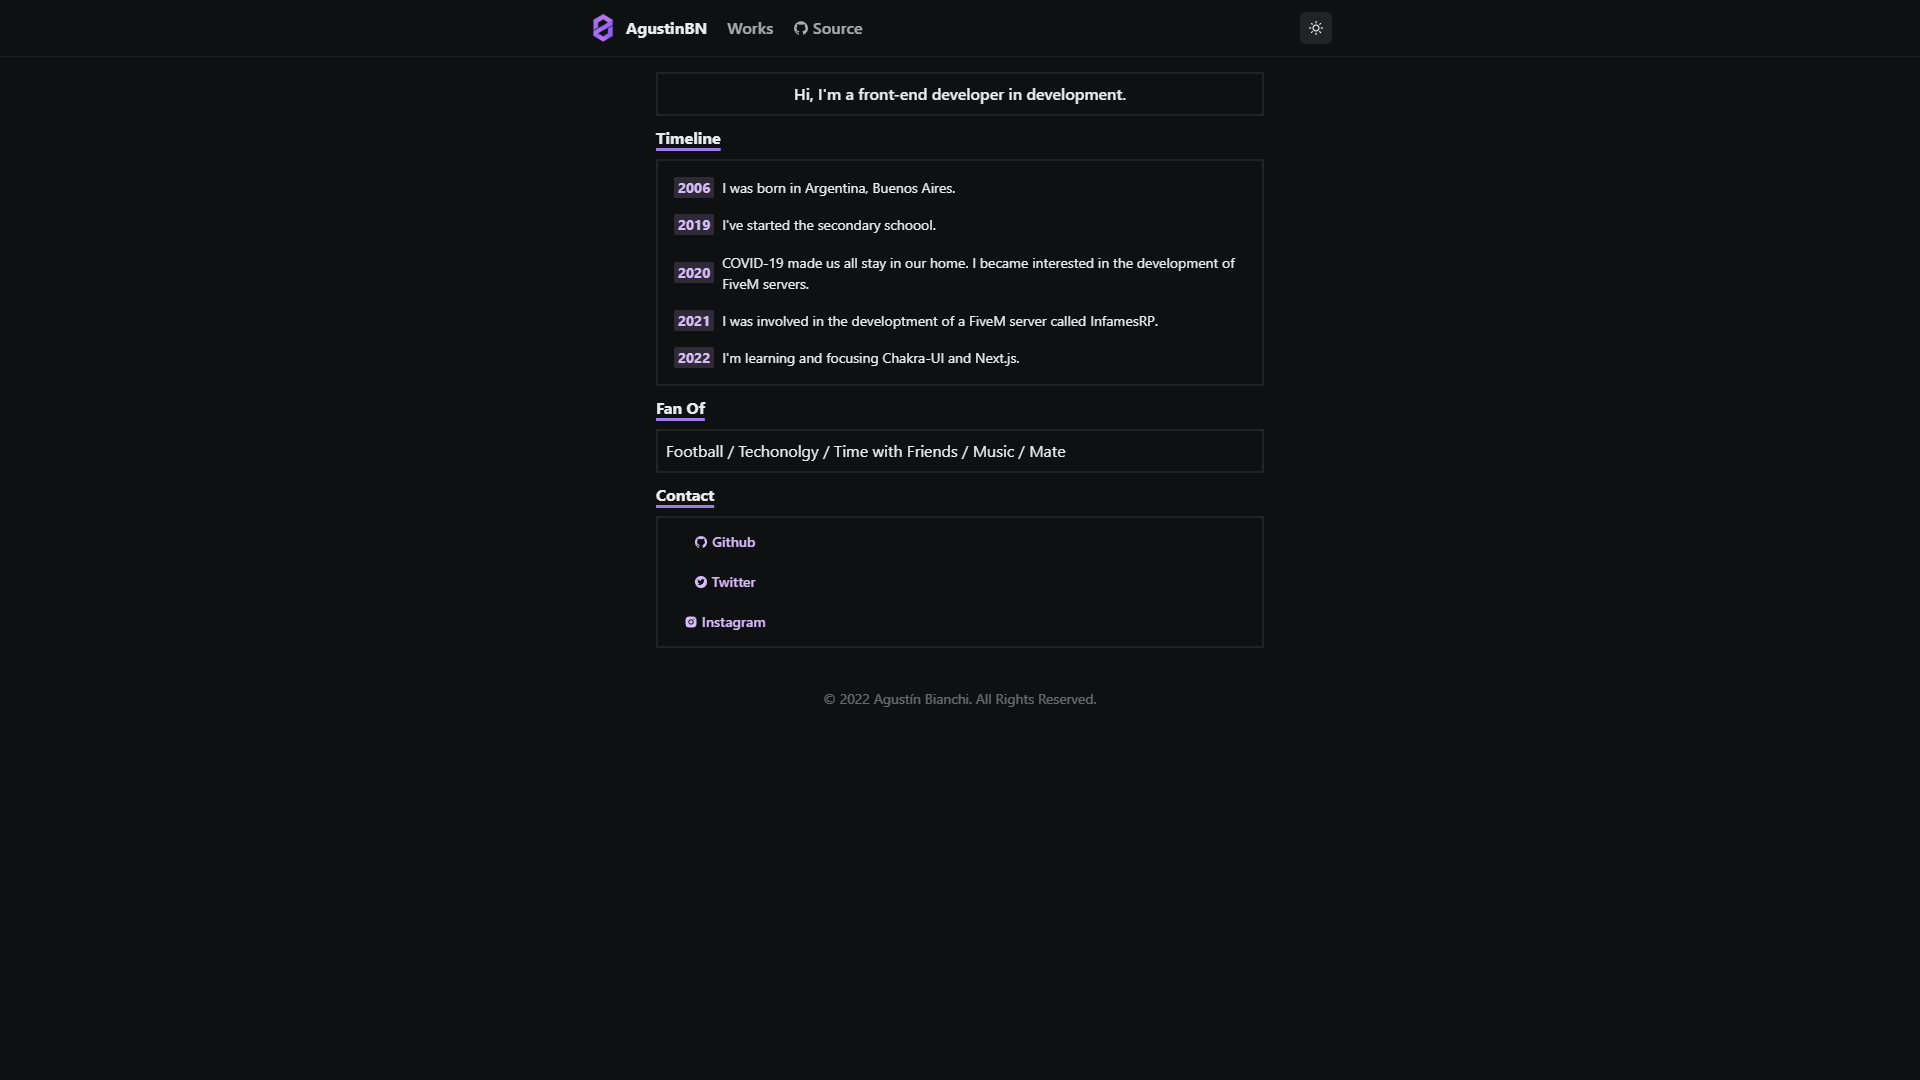 AgustinBN
Works
Source
Hi, I'm a front-end developer in development.
Timeline
2006 I was born in Argentina, Buenos Aires.
2019 I've started the secondary schoool.
2020 COVID-19 made us all stay in our home. I became interested in the development of
FiveM servers.
2021 I was involved in the developtment of a FiveM server called InfamesRP.
2022 I'm learning and focusing Chakra-UI and Next.js.
Fan Of
Football / Techonolgy / Time with Friends / Music / Mate
Contact
Github
Twitter
Instagram
© 2022 Agustín Bianchi. All Rights Reserved.